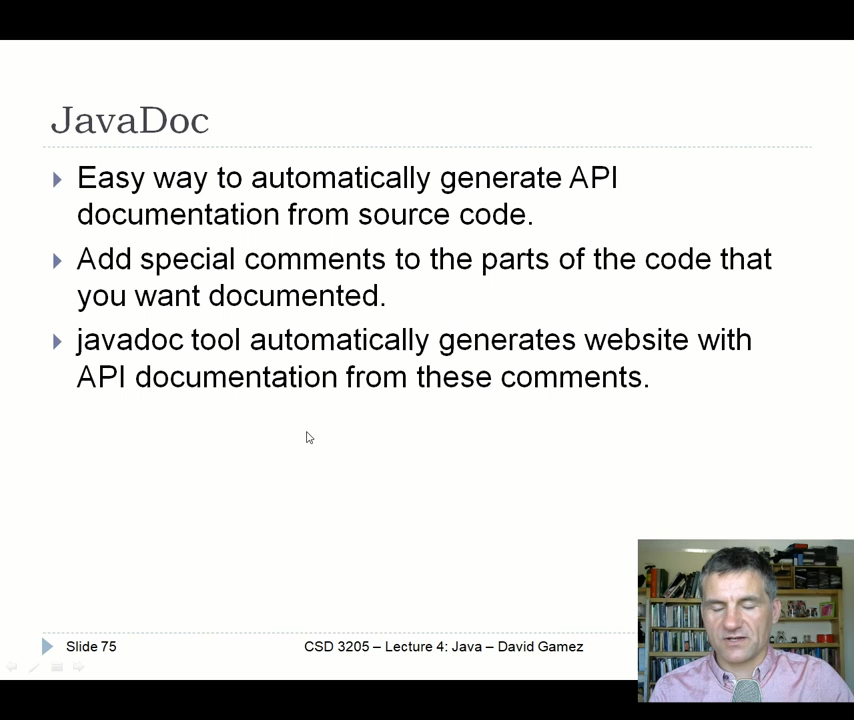 JavaDoc
Easy way to automatically generate API
documentation from source code.
Add special comments to the parts of the code that
you want documented.
javadoc tool automatically generates website with
API documentation from these comments.
Slide 75
CSD 3205 – Lecture 4: Java – David Gamez